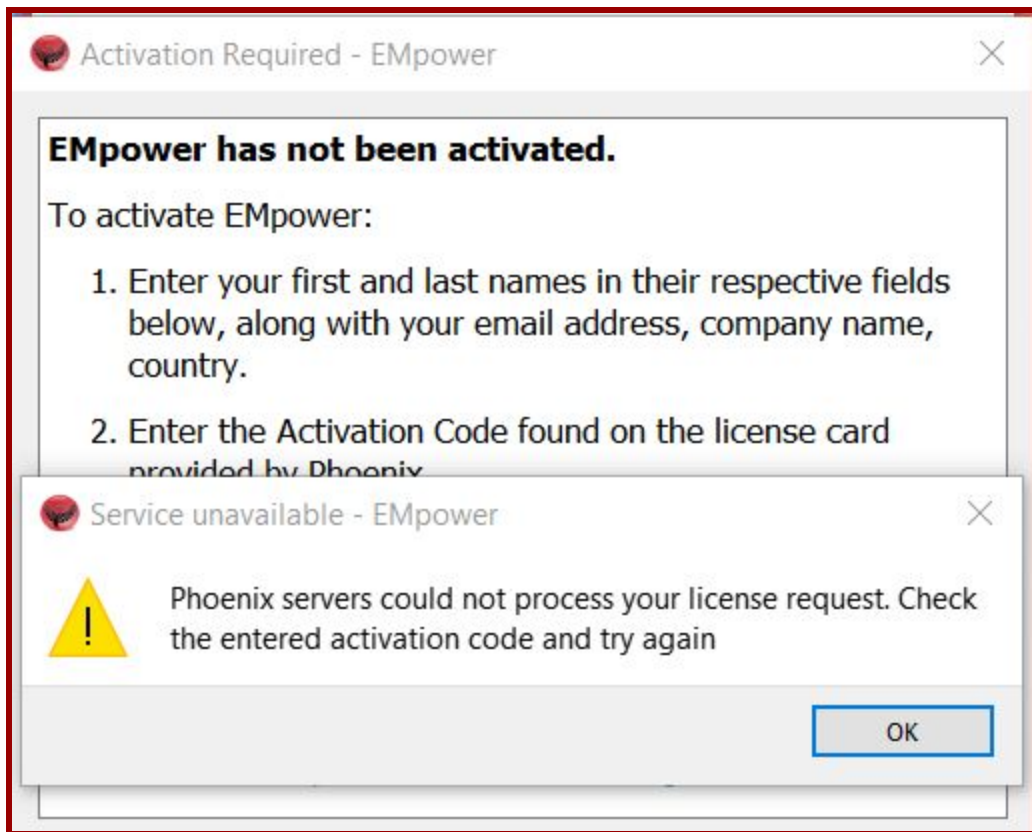 Activation Required - EMpower
EMpower has not been activated.
To activate EMpower:
1. Enter your first and last names in their respective fields
below, along with your email address, company name,
country.
2. Enter the Activation Code found on the license card
provided by Phoenix
Service unavailable - EMpower
Phoenix servers could not process your license request. Check
the entered activation code and try again
OK